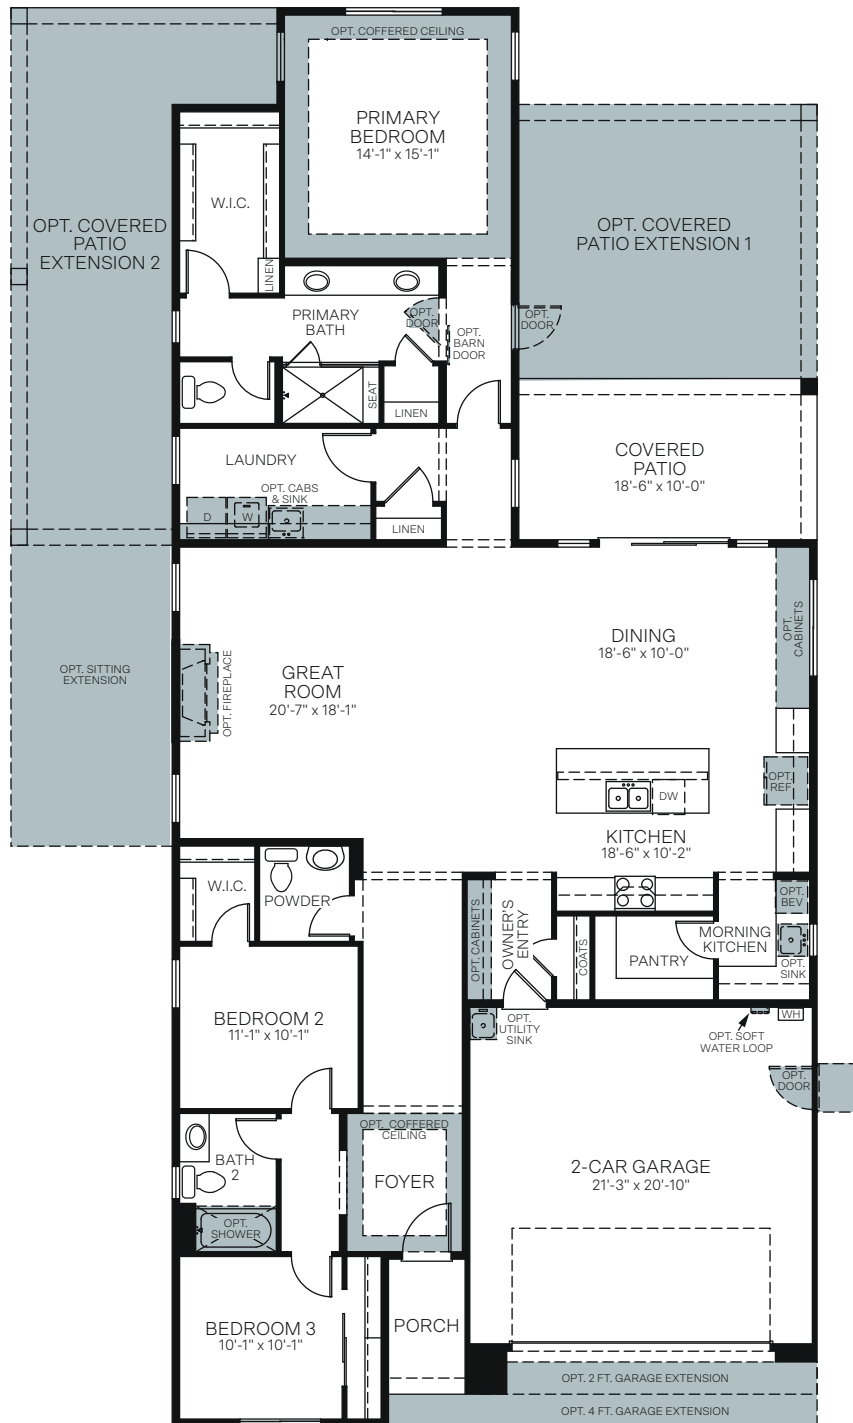 OPT. COFFERED CEILING
PRIMARY
BEDROOM
14'-1" x 15'-1"
W.I.C.
OPT. COVERED
PATIO
EXTENSION 2
OPT. COVERED
PATIO EXTENSION 1
LINEN
PRIMARY
BATH
OPT.
DOOR
OPT.
BARN
DOOR
OPT.
DOOR
SEAT
LINEN
LAUNDRY
OPT. CABS
& SINK
D
W
LINEN
COVERED
PATIO
18'-6" x 10'-0"
OPT. SITTING
EXTENSION
OPT. FIREPLACE
GREAT
ROOM
20'-7" x 18'-1"
DINING
18'-6" x 10'-0"
OPT.
CABINETS
OPT.
REF
DW
KITCHEN
18'-6" x 10'-2"
W.I.C.
POWDER
OPT. CABINETS
OWNER'S
ENTRY
COATS
PANTRY
MORNING
KITCHEN
OPT.
BEV
OPT.
SINK
BEDROOM 2
11'-1" x 10'-1"
OPT.
UTILITY
SINK
OPT. SOFT
WATER LOOP
WH
OPT.
DOOR
OPT. COFFERED
CEILING
FOYER
BATH
2
OPT.
SHOWER
2-CAR GARAGE
21'-3" x 20'-10"
BEDROOM 3
10'-1" x 10'-1"
PORCH
OPT. 2 FT. GARAGE EXTENSION
OPT. 4 FT. GARAGE EXTENSION